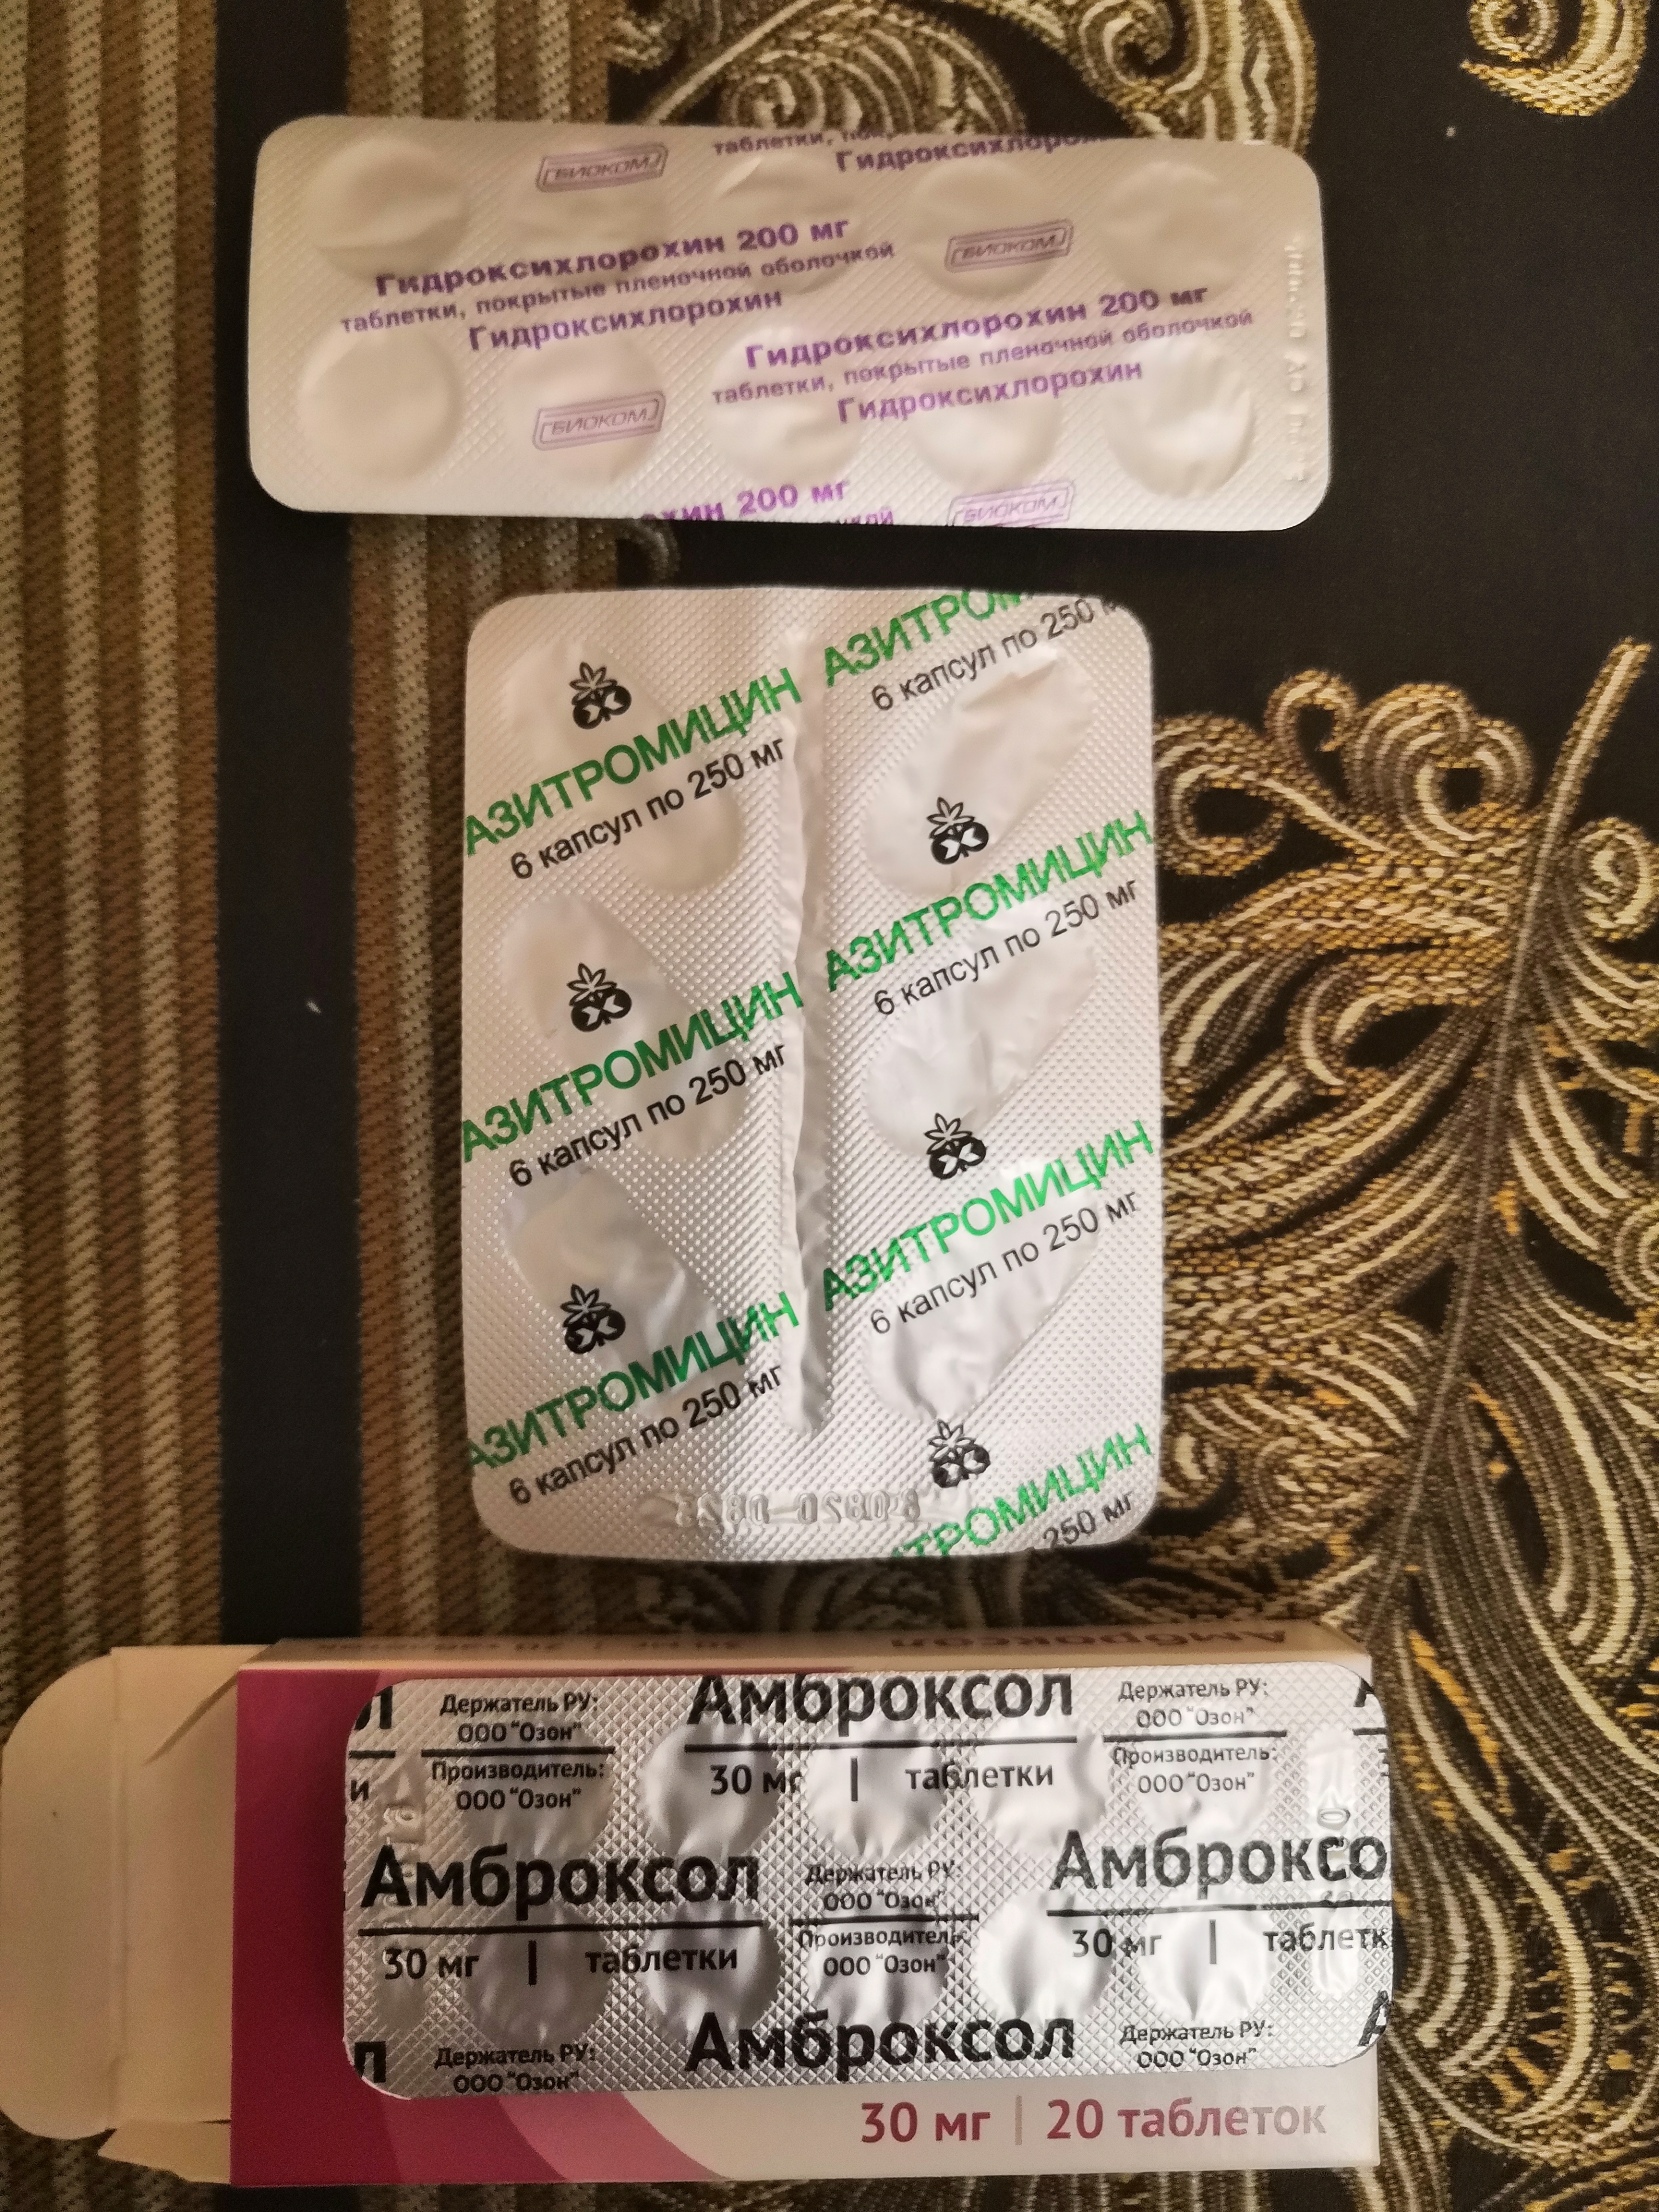 таблетки,
БИОКОМ
Гидроксихлорохин 200 мг
таблетки, покрытые пленочной оболочкой
Гидроксихлорохин
БИОКОМ
Гидроксихлорохин 200 мг
таблетки, покрытые пленочной оболочкой
Гидроксихлорохин
БИОКОМ
200 мг
БИОКОМ
6 капсул по 250
АЗИТРОМИЦИН
6 капсул по 250 мг
АЗИТРОМИЦИН
6 капсул по 250 мг
АЗИТРОМИЦИН
6 капсул по 250 мг
АЗИТРОМИЦИН
6 капсул по 250 мг
АЗИТРОМИЦИН
6 капсул по 250 мг
250 мг
Амброксол
Держатель РУ:
ООО "Озон"
Производитель:
ООО "Озон"
Амброксол
30 мг | таблетки
Держатель РУ:
ООО "Озон"
Производитель:
ООО "Озон"
Амброксол
30 мг | таблетки
Держатель РУ:
ООО "Озон"
Производитель:
ООО "Озон"
Амброксо
30 мг | таблетк
Держатель РУ:
ООО "Озон"
Амброксол
Держатель РУ:
ООО "Озон"
30 мг | 20 таблеток